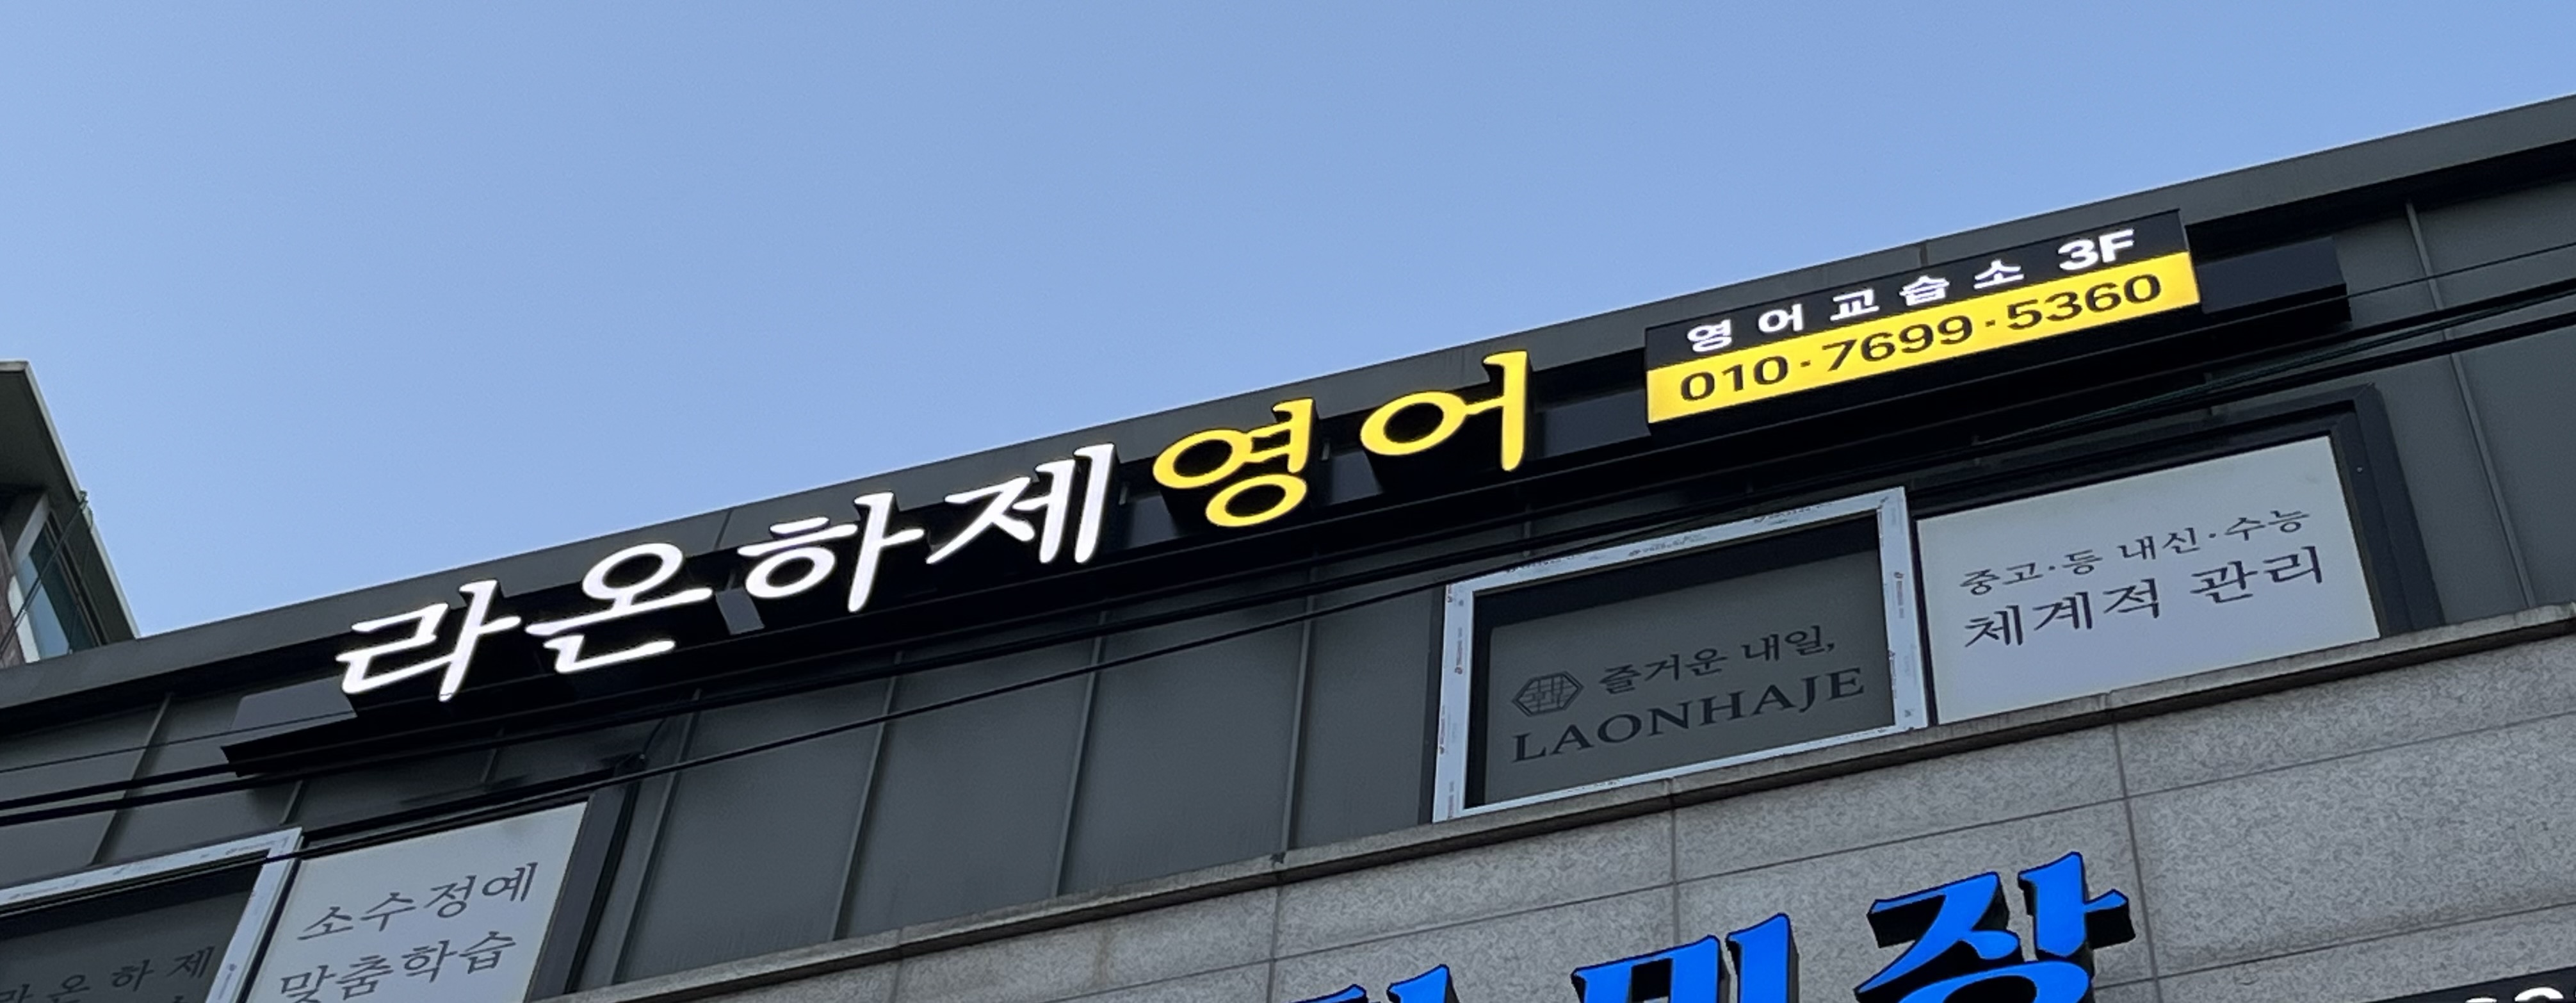 라온하제영어
영어교습소 3F
010·7699·5360
즐거운 내일,
LAONHAJE
중고·등 내신·수능
체계적 관리
소수정예
맞춤학습
라온하제